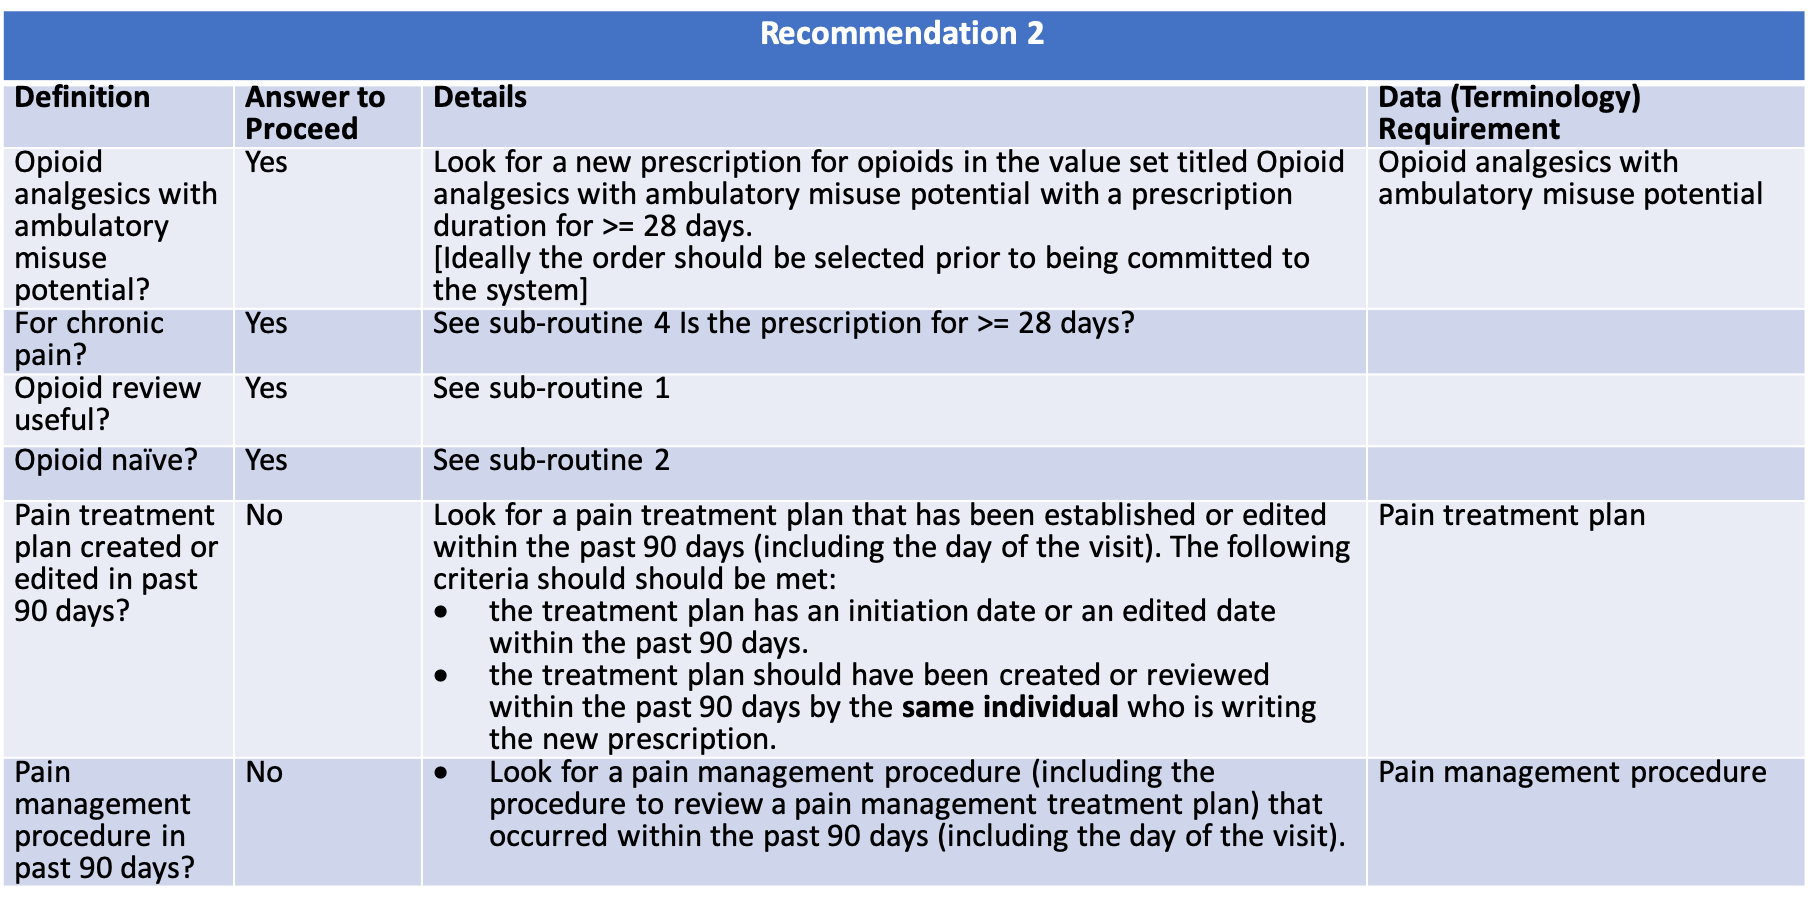 Recommendation 2
Definition
Answer to
Proceed
Details
Data (Terminology)
Requirement
Opioid
analgesics with
ambulatory
misuse
potential?
Yes
Look for a new prescription for opioids in the value set titled Opioid
analgesics with ambulatory misuse potential with a prescription
duration for >= 28 days.
[Ideally the order should be selected prior to being committed to
the system]
Opioid analgesics with
ambulatory misuse potential
For chronic
pain?
Yes
See sub-routine 4 Is the prescription for >= 28 days?
Opioid review
useful?
Yes
See sub-routine 1
Opioid naïve?
Yes
See sub-routine 2
Pain treatment
plan created or
edited in past
90 days?
No
Look for a pain treatment plan that has been established or edited
within the past 90 days (including the day of the visit). The following
criteria should should be met:
• the treatment plan has an initiation date or an edited date
within the past 90 days.
• the treatment plan should have been created or reviewed
within the past 90 days by the same individual who is writing
the new prescription.
Pain treatment plan
Pain
management
procedure in
past 90 days?
No
• Look for a pain management procedure (including the
procedure to review a pain management treatment plan) that
occurred within the past 90 days (including the day of the visit).
Pain management procedure